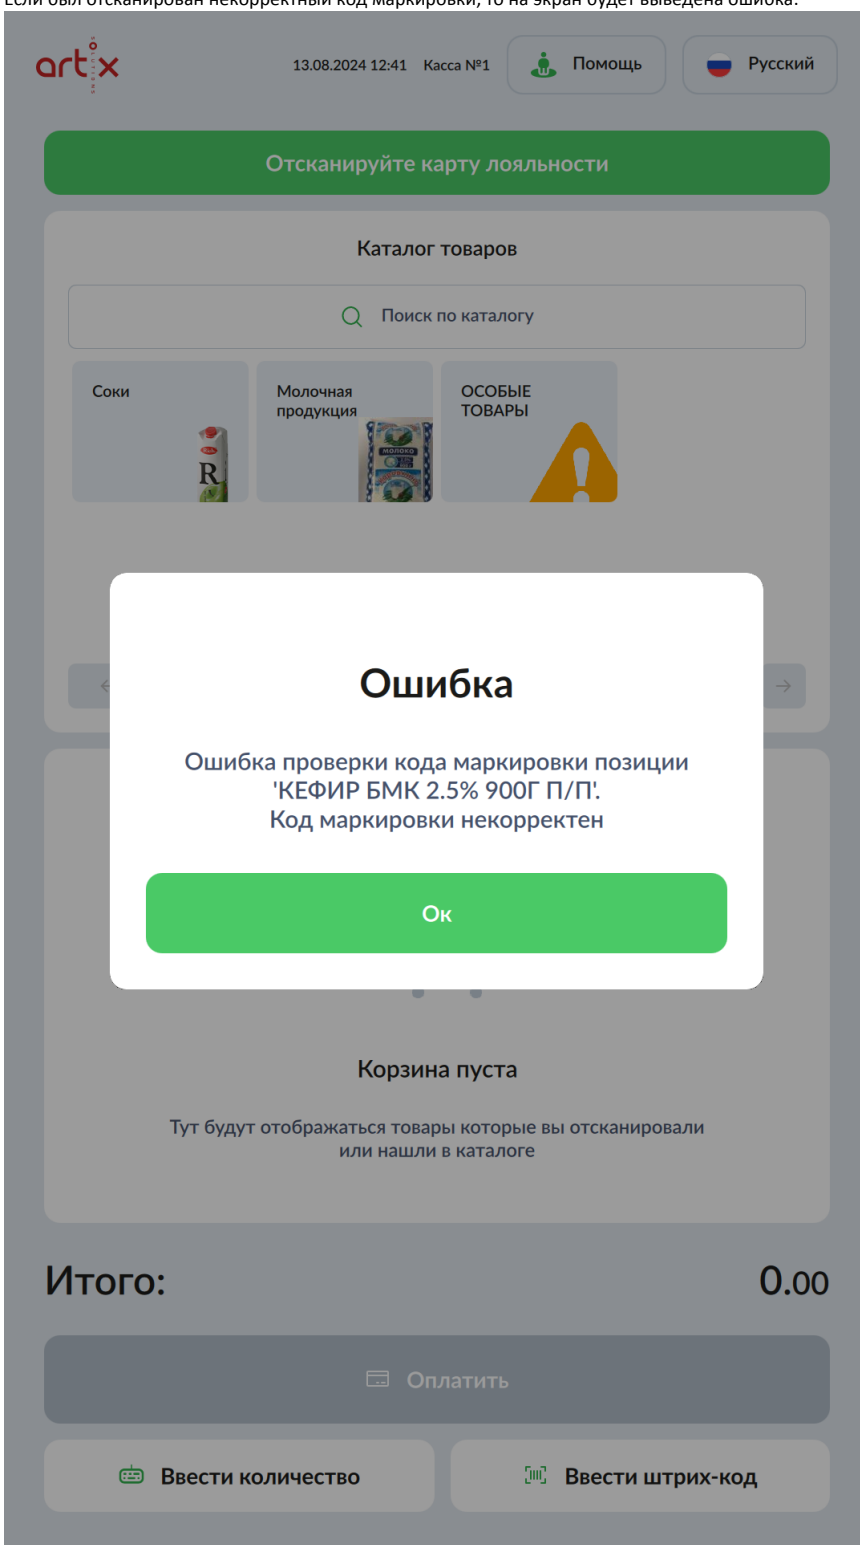 Если был отсканирован некорректный код маркировки, то на экран будет выведена ошибка:
artix
13.08.2024 12:41 Касса №1 Помощь Русский
Отсканируйте карту лояльности
Каталог товаров
Поиск по каталогу
Соки
Молочная
продукция
ОСОБЫЕ
ТОВАРЫ
R
МОЛОКО
Ошибка
Ошибка проверки кода маркировки позиции
'КЕФИР БМК 2.5% 900Г П/П'.
Код маркировки некорректен
Ок
Корзина пуста
Тут будут отображаться товары которые вы отсканировали
или нашли в каталоге
Итого: 0.00
Оплатить
Ввести количество
Ввести штрих-код